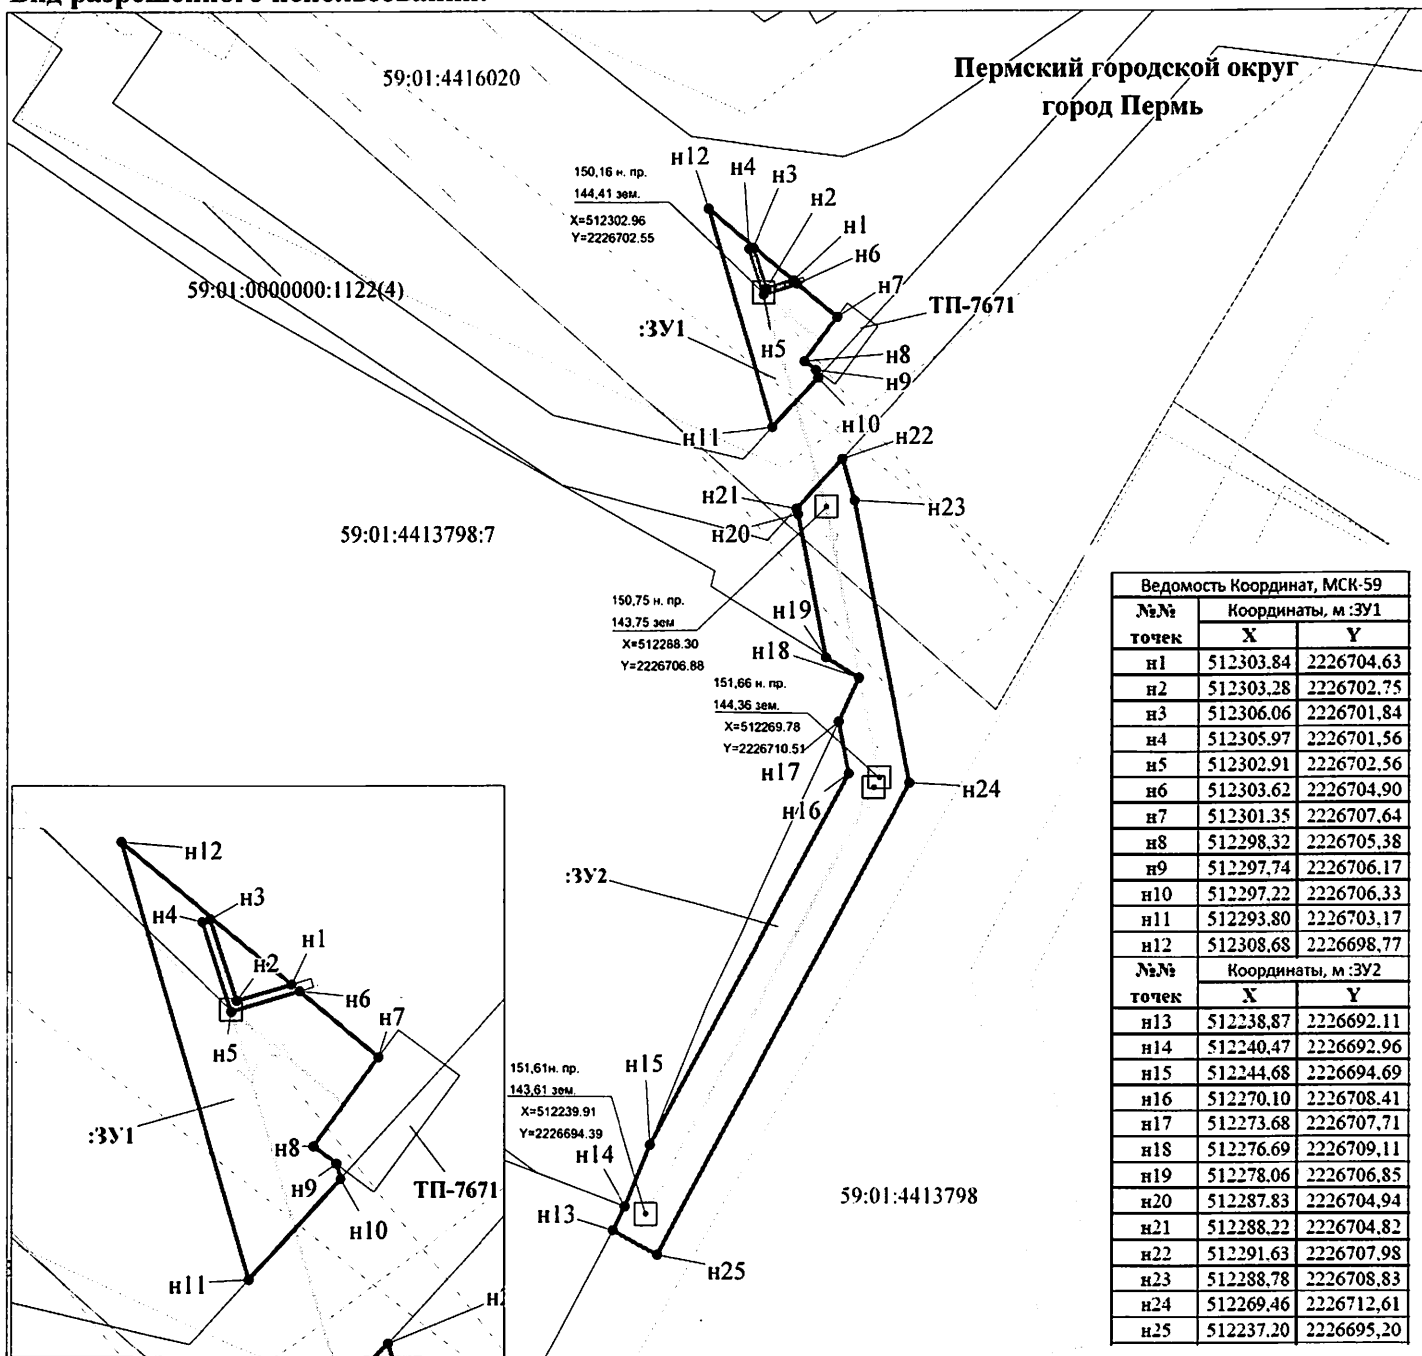 59:01:4416020
Пермский городской округ
город Пермь
н12
н4
н3
н2
н1
н6
н7
150,16 н. пр.
144,41 зем.
X=512302.96
Y=2226702.55
59:01:0000000:1122(4)
ТП-7671
:ЗУ1
н5
н8
н9
н10
н11
н22
н21
н23
н20
59:01:4413798:7
150,75 н. пр.
143,75 зем
X=512288.30
Y=2226706.88
н19
н18
151,66 н. пр.
144,36 зем.
X=512269.78
Y=2226710.51
н17
н24
н16
:ЗУ2
н15
151,61н. пр.
143,61 зем.
X=512239.91
Y=2226694.39
н14
н13
59:01:4413798
н25
н12
н3
н4
н1
н2
н6
н7
н5
:ЗУ1
н8
н9
ТП-7671
н10
н11
Ведомость Координат, МСК-59
№№ Координаты, м :ЗУ1
точек X Y
н1 512303.84 2226704,63
н2 512303,28 2226702.75
н3 512306.06 2226701,84
н4 512305.97 2226701,56
н5 512302.91 2226702.56
н6 512303.62 2226704,90
н7 512301.35 2226707,64
н8 512298,32 2226705,38
н9 512297,74 2226706.17
н10 512297,22 2226706,33
н11 512293.80 2226703,17
н12 512308,68 2226698,77
№№ Координаты, м :ЗУ2
точек X Y
н13 512238,87 2226692.11
н14 512240,47 2226692.96
н15 512244.68 2226694.69
н16 512270,10 2226708.41
н17 512273.68 2226707,71
н18 512276.69 2226709,11
н19 512278.06 2226706,85
н20 512287.83 2226704,94
н21 512288,22 2226704.82
н22 512291.63 2226707,98
н23 512288,78 2226708,83
н24 512269,46 2226712,61
н25 512237.20 2226695,20